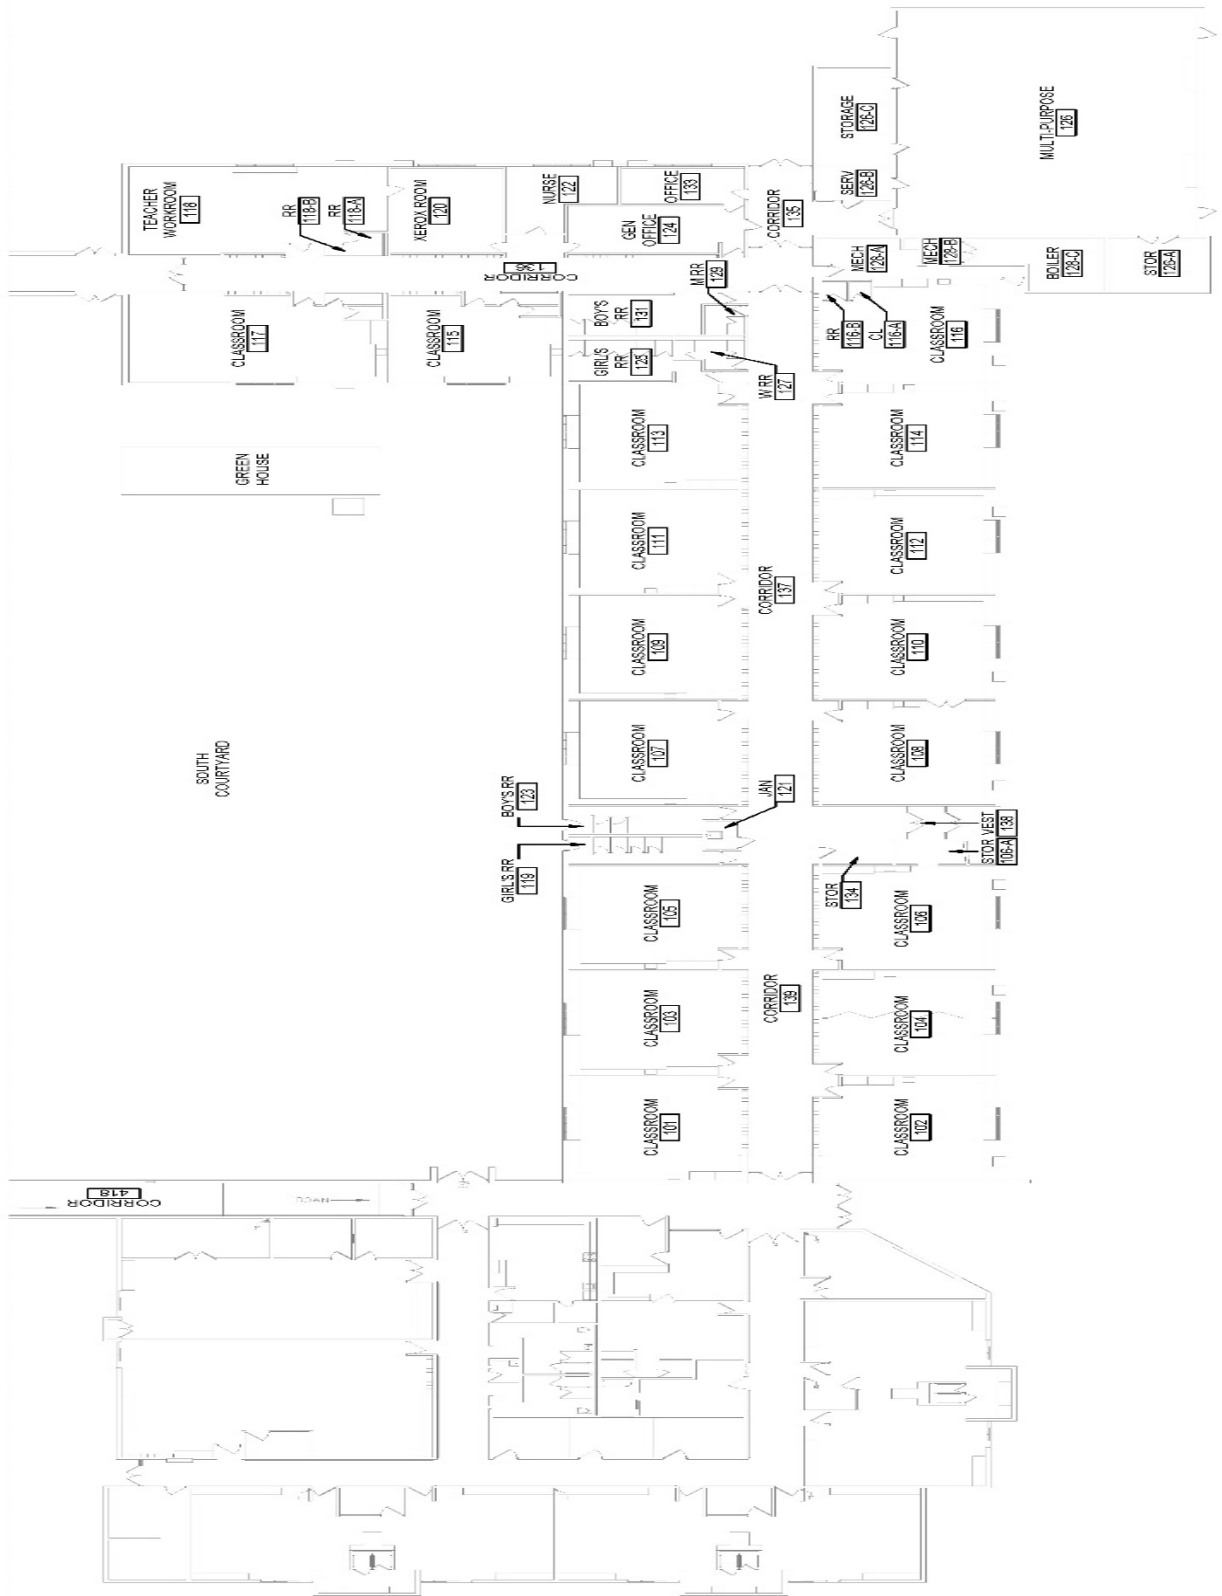 TEACHER
WORKROOM
118
RR
118-B
RR
118-A
XEROX ROOM
120
NURSE
122
OFFICE
133
GEN
OFFICE
124
CORRIDOR
135
STORAGE
126-C
SERV
126-B
MULTI-PURPOSE
126
CORRIDOR
MECH
128-A
MECH
128-B
BOILER
128-C
STOR
126-A
CLASSROOM
117
CLASSROOM
115
BOY'S
RR
131
M RR
129
GIRL'S
RR
125
W RR
127
RR
116-B
CL
116-A
CLASSROOM
116
GREEN
HOUSE
CLASSROOM
113
CLASSROOM
114
CLASSROOM
111
CLASSROOM
112
CORRIDOR
137
CLASSROOM
109
CLASSROOM
110
SOUTH
COURTYARD
CLASSROOM
107
CLASSROOM
108
BOY'S RR
123
JAN
121
GIRL'S RR
119
STOR
134
STOR VEST
106-A 138
CLASSROOM
105
CLASSROOM
106
CLASSROOM
103
CORRIDOR
139
CLASSROOM
104
CLASSROOM
101
CLASSROOM
102
CORRIDOR
418